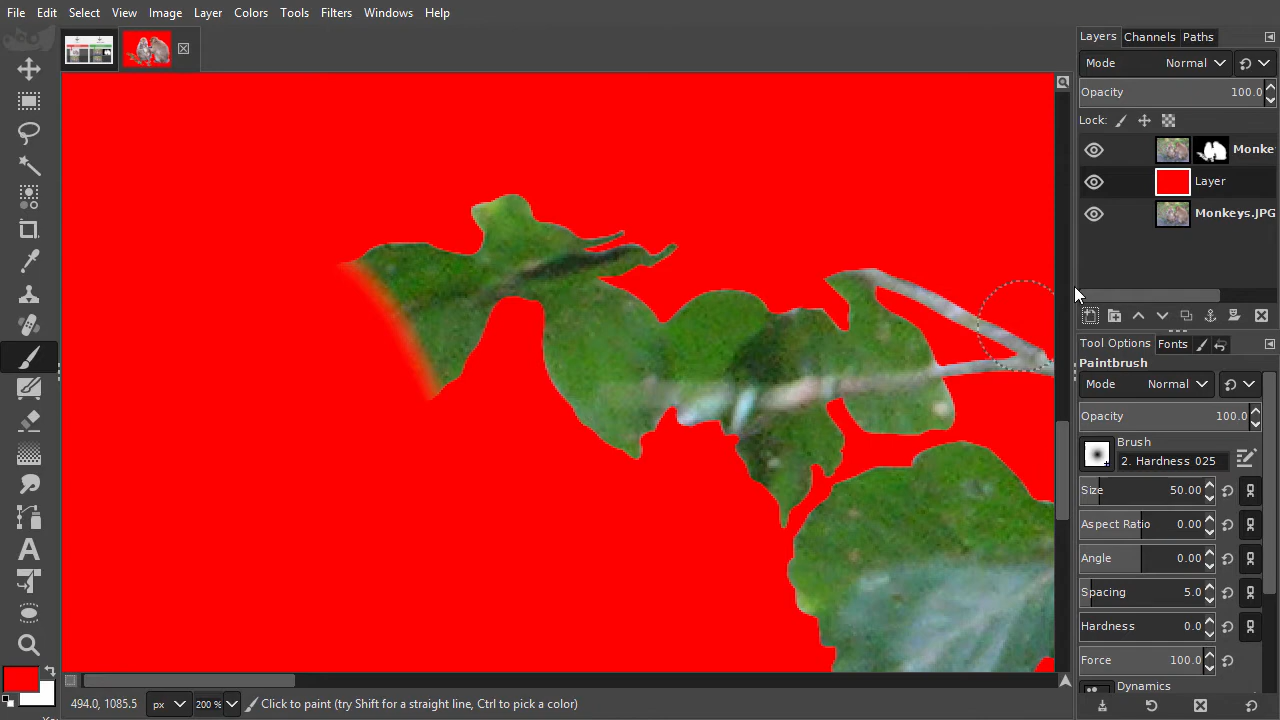 File Edit Select View Image Layer Colors Tools Filters Windows Help
Layers Channels Paths
Mode Normal
Opacity 100.0
Lock:
Monke
Layer
Monkeys.JPG
Tool Options Fonts
Paintbrush
Mode Normal
Opacity 100.0
Brush
2. Hardness 025
Size 50.00
Aspect Ratio 0.00
Angle 0.00
Spacing 5.0
Hardness 0.0
Force 100.0
Dynamics
494.0, 1085.5 px 200 % Click to paint (try Shift for a straight line, Ctrl to pick a color)